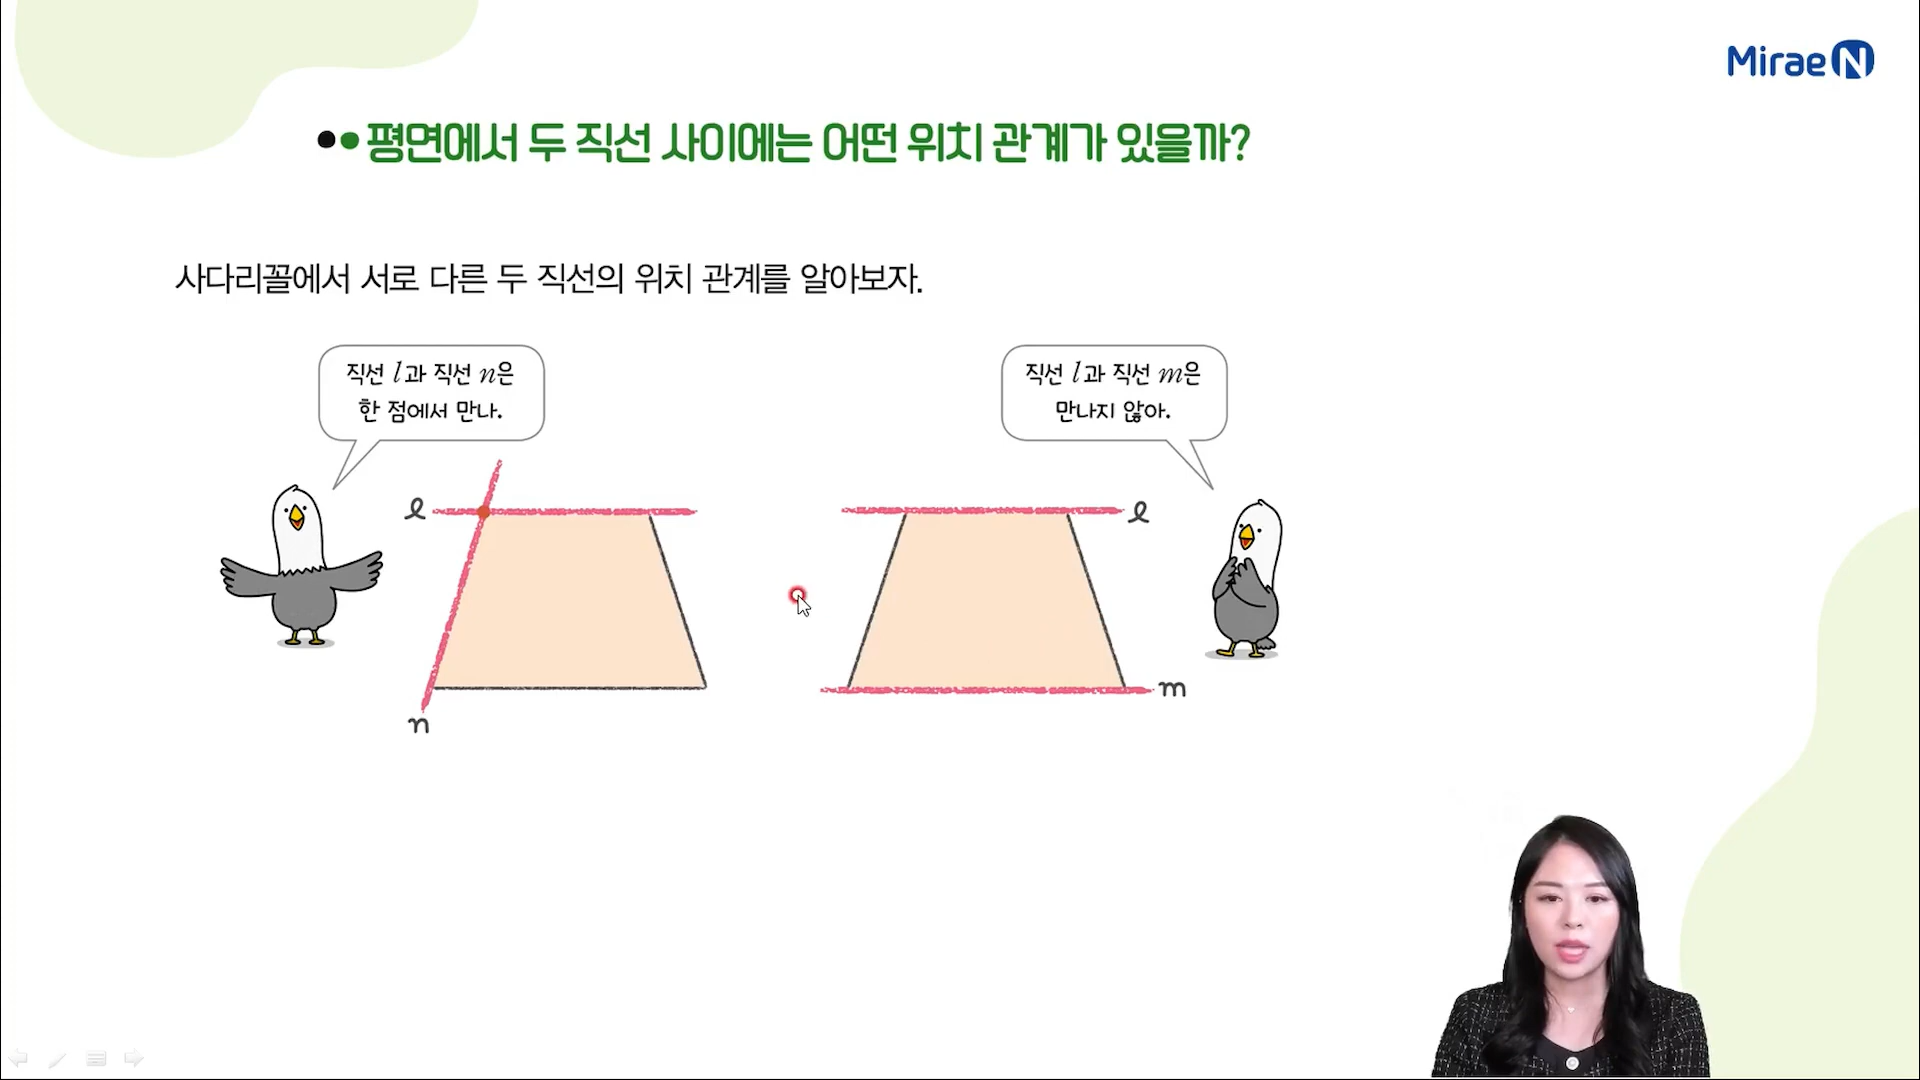 Mirae N
평면에서 두 직선 사이에는 어떤 위치 관계가 있을까?
사다리꼴에서 서로 다른 두 직선의 위치 관계를 알아보자.
직선 l과 직선 n은
한 점에서 만나.
직선 l과 직선 m은
만나지 않아.
l
n
l
m